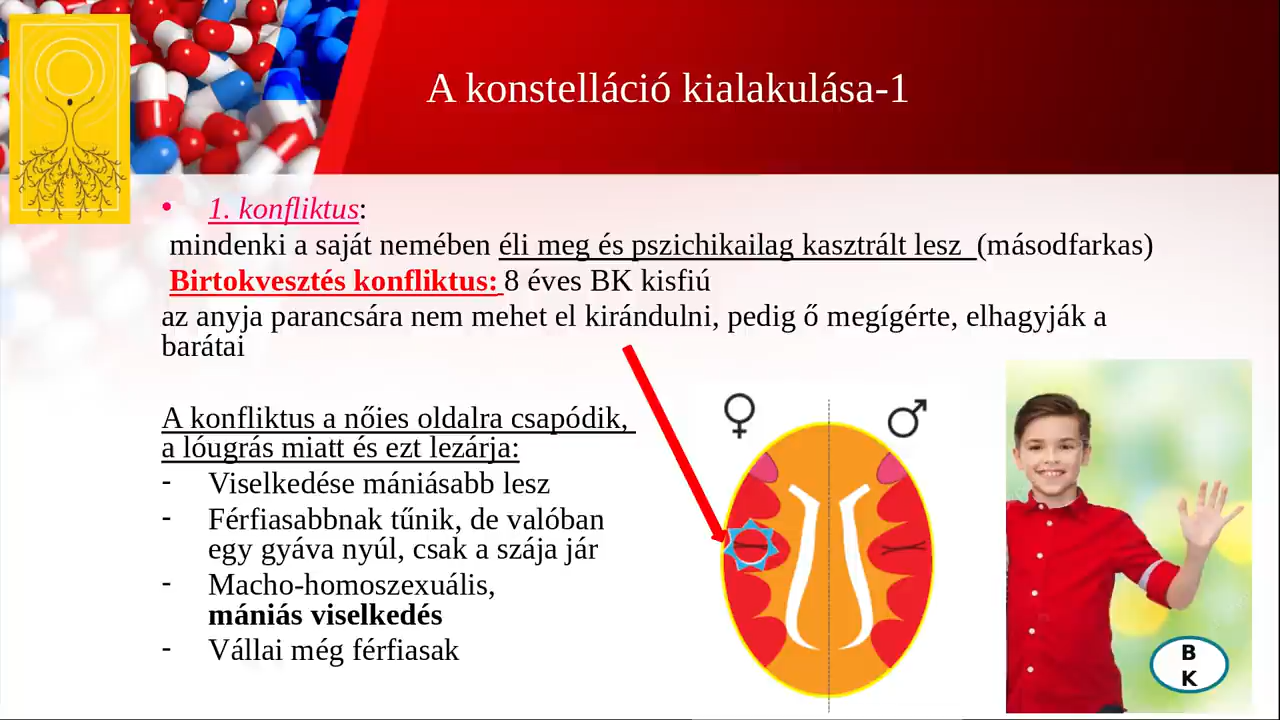 A konstelláció kialakulása-1
• 1. konfliktus:
mindenki a saját nemében éli meg és pszichikailag kasztrált lesz (másodfarkas)
Birtokvesztés konfliktus: 8 éves BK kisfiú
az anyja parancsára nem mehet el kirándulni, pedig ő megígérte, elhagyják a
barátai
A konfliktus a nőies oldalra csapódik,
a lóugrás miatt és ezt lezárja:
- Viselkedése mániásabb lesz
- Férfiasabbnak tűnik, de valóban
egy gyáva nyúl, csak a szája jár
- Macho-homoszexuális,
mániás viselkedés
- Vállai még férfiasak
♀ ♂
B
K